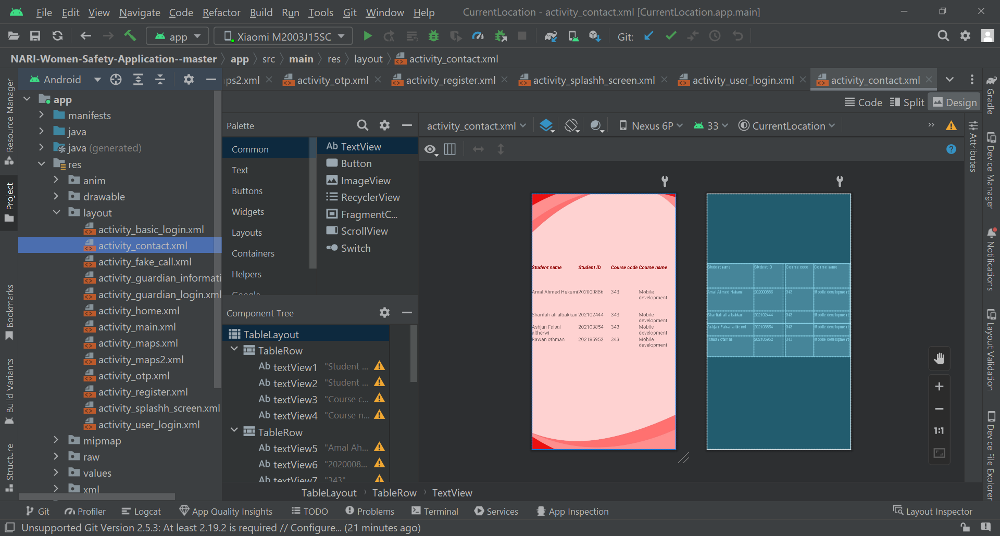 File Edit View Navigate Code Refactor Build Run Tools Git Window Help CurrentLocation - activity_contact.xml [CurrentLocation.app.main]
app Xiaomi M2003J15SC Git:
NARI-Women-Safety-Application--master app src main res layout activity_contact.xml
Android ps2.xml activity_otp.xml activity_register.xml activity_splashh_screen.xml activity_user_login.xml activity_contact.xml
Code Split Design
Resource Manager
Project
Bookmarks
Build Variants
Structure
app
manifests
java
java (generated)
res
anim
drawable
layout
activity_basic_login.xml
activity_contact.xml
activity_fake_call.xml
activity_guardian_informati
activity_guardian_login.xml
activity_home.xml
activity_main.xml
activity_maps.xml
activity_maps2.xml
activity_otp.xml
activity_register.xml
activity_splashh_screen.xml
activity_user_login.xml
mipmap
raw
values
xml
Palette
Common
Text
Buttons
Widgets
Layouts
Containers
Helpers
Google
Ab TextView
Button
ImageView
RecyclerView
FragmentC...
ScrollView
Switch
Component Tree
TableLayout
TableRow
Ab textView1 "Student ...
Ab textView2 "Student ...
Ab textView3 "Course c...
Ab textView4 "Course n...
TableRow
Ab textView5 "Amal Ah...
Ab textView6 "2020008...
Ab textView7 "343"
activity_contact.xml Nexus 6P 33 CurrentLocation
Student name Student ID Course code Course name
Amal Ahmed Hakami 202000886 343 Mobile
development
Sharifah ali albakkari 202102444 343 Mobile
development
Ashjan Faisal 202103854 343 Mobile
altherwi development
Rawan othman 202185952 343 Mobile
development
Student name Student ID Course code Course name
Amal Ahmed Hakami 202000886 343 Mobile development
Sharifah ali albakkari 202102444 343 Mobile development
Ashjan Faisal altherwi 202103854 343 Mobile development
Rawan othman 202185952 343 Mobile development
1:1
Attributes
Gradle
Device Manager
Notifications
Layout Validation
Device File Explorer
TableLayout TableRow TextView
Git Profiler Logcat App Quality Insights TODO Problems Terminal Services App Inspection Layout Inspector
Unsupported Git Version 2.5.3: At least 2.19.2 is required // Configure... (21 minutes ago)